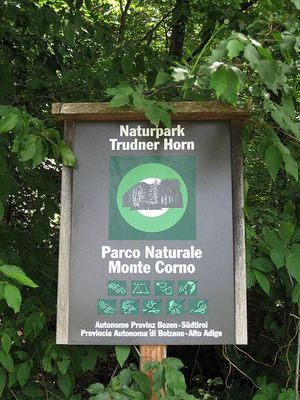 Naturpark
Trudner Horn
Parco Naturale
Monte Corno
Autonome Provinz Bozen - Südtirol
Provincia Autonoma di Bolzano - Alto Adige